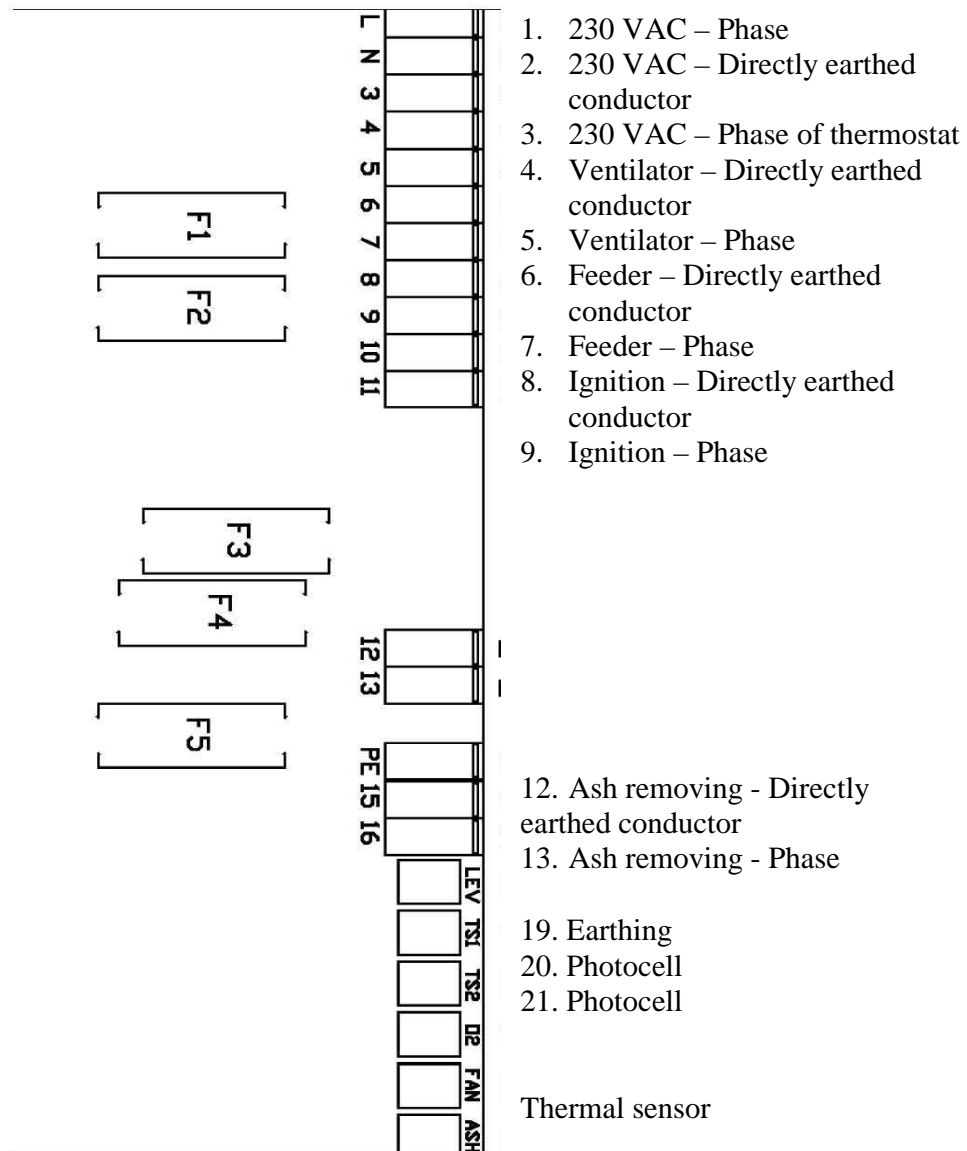 L
N
3
4
5
6
7
8
9
10
11
F1
F2
F3
F4
F5
12
13
PE
15
16
LEV
TS1
TS2
O2
FAN
ASH
1. 230 VAC – Phase
2. 230 VAC – Directly earthed
conductor
3. 230 VAC – Phase of thermostat
4. Ventilator – Directly earthed
conductor
5. Ventilator – Phase
6. Feeder – Directly earthed
conductor
7. Feeder – Phase
8. Ignition – Directly earthed
conductor
9. Ignition – Phase
12. Ash removing - Directly
earthed conductor
13. Ash removing - Phase
19. Earthing
20. Photocell
21. Photocell
Thermal sensor